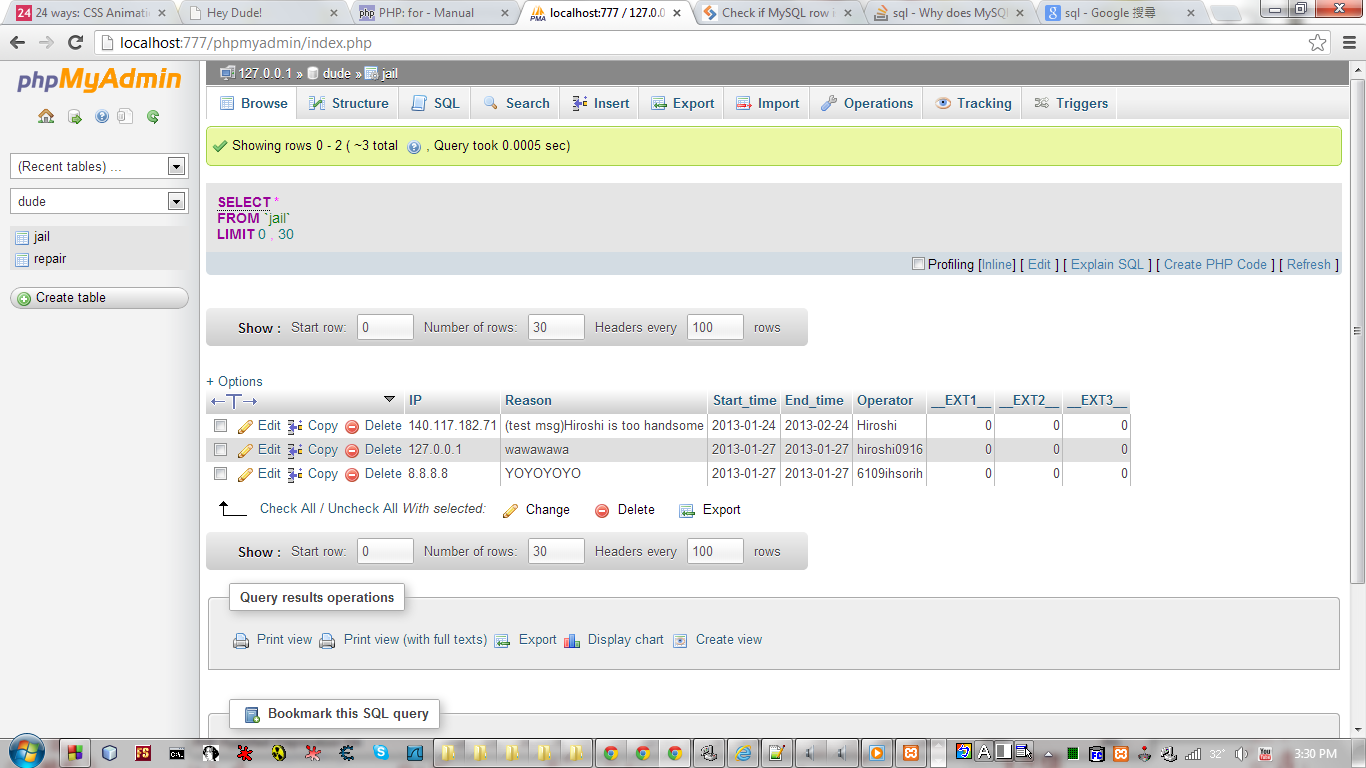 24 ways: CSS Animatio
Hey Dude!
PHP: for - Manual
localhost:777 / 127.0.0
Check if MySQL row is
sql - Why does MySQL
sql - Google 搜尋
localhost:777/phpmyadmin/index.php
phpMyAdmin
(Recent tables) ...
dude
jail
repair
Create table
127.0.0.1 » dude » jail
Browse Structure SQL Search Insert Export Import Operations Tracking Triggers
Showing rows 0 - 2 ( ~3 total , Query took 0.0005 sec)
SELECT *
FROM `jail`
LIMIT 0 , 30
Profiling [Inline] [ Edit ] [ Explain SQL ] [ Create PHP Code ] [ Refresh ]
Show : Start row: 0 Number of rows: 30 Headers every 100 rows
+ Options
←T→ IP Reason Start_time End_time Operator __EXT1__ __EXT2__ __EXT3__
Edit Copy Delete 140.117.182.71 (test msg)Hiroshi is too handsome 2013-01-24 2013-02-24 Hiroshi 0 0 0
Edit Copy Delete 127.0.0.1 wawawawa 2013-01-27 2013-01-27 hiroshi0916 0 0 0
Edit Copy Delete 8.8.8.8 YOYOYOYO 2013-01-27 2013-01-27 6109ihsorih 0 0 0
Check All / Uncheck All With selected: Change Delete Export
Show : Start row: 0 Number of rows: 30 Headers every 100 rows
Query results operations
Print view Print view (with full texts) Export Display chart Create view
Bookmark this SQL query
32° 3:30 PM